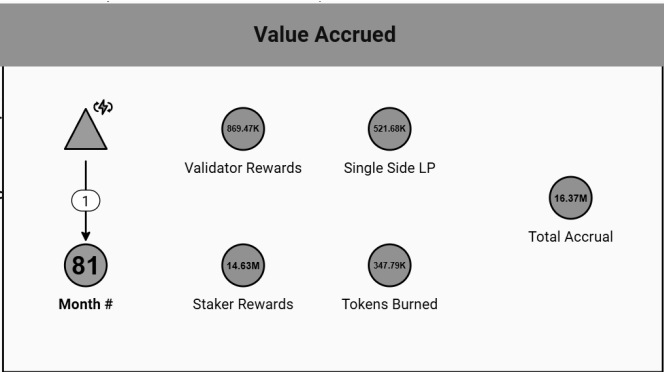 Value Accrued
869.47K
521.68K
Validator Rewards
Single Side LP
1
16.37M
Total Accrual
81
14.63M
347.79K
Month #
Staker Rewards
Tokens Burned